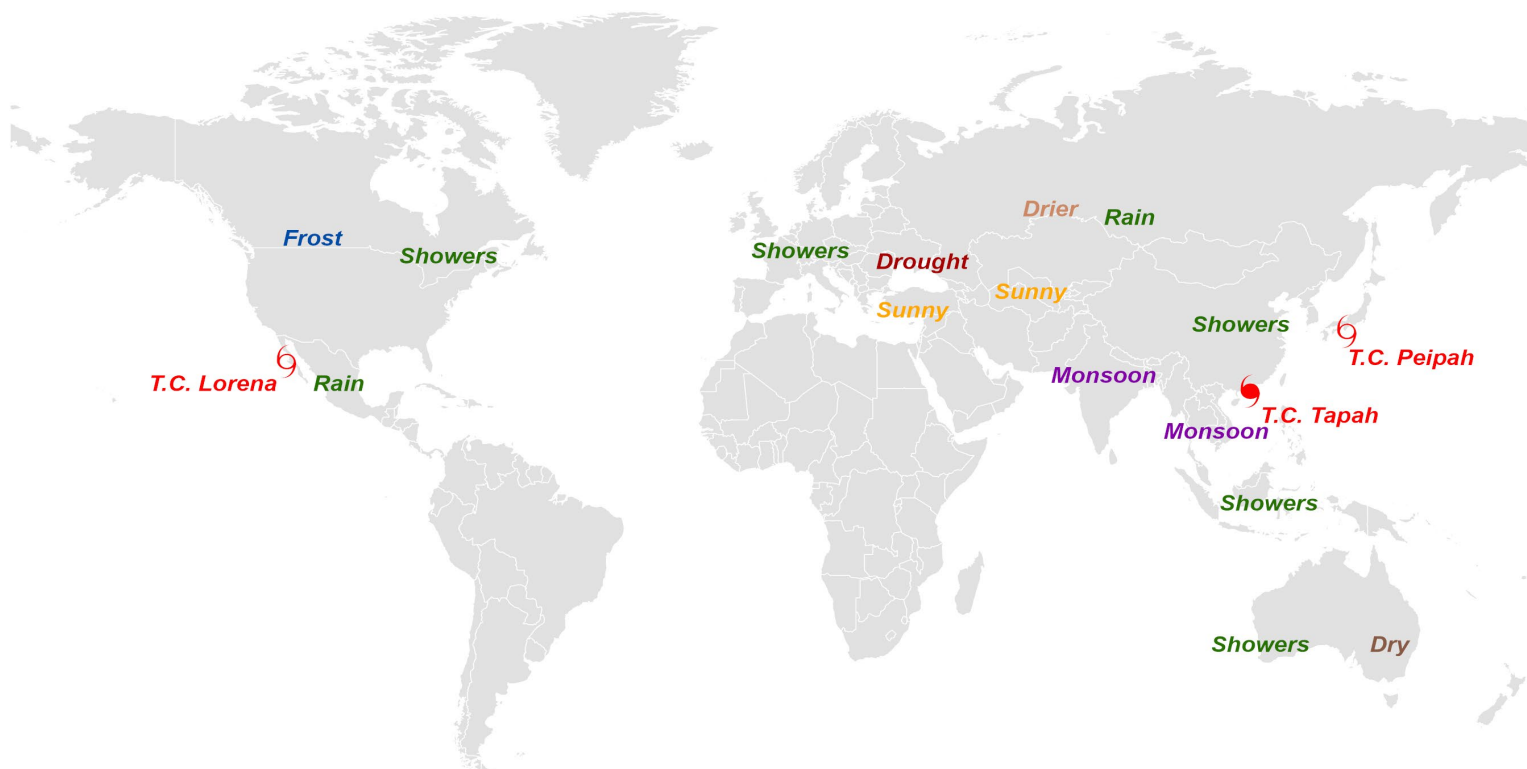 Drier
Rain
Frost
Showers
Showers
Drought
Sunny
Sunny
Showers
T.C. Peipah
T.C. Lorena
Rain
Monsoon
T.C. Tapah
Monsoon
Showers
Showers
Dry